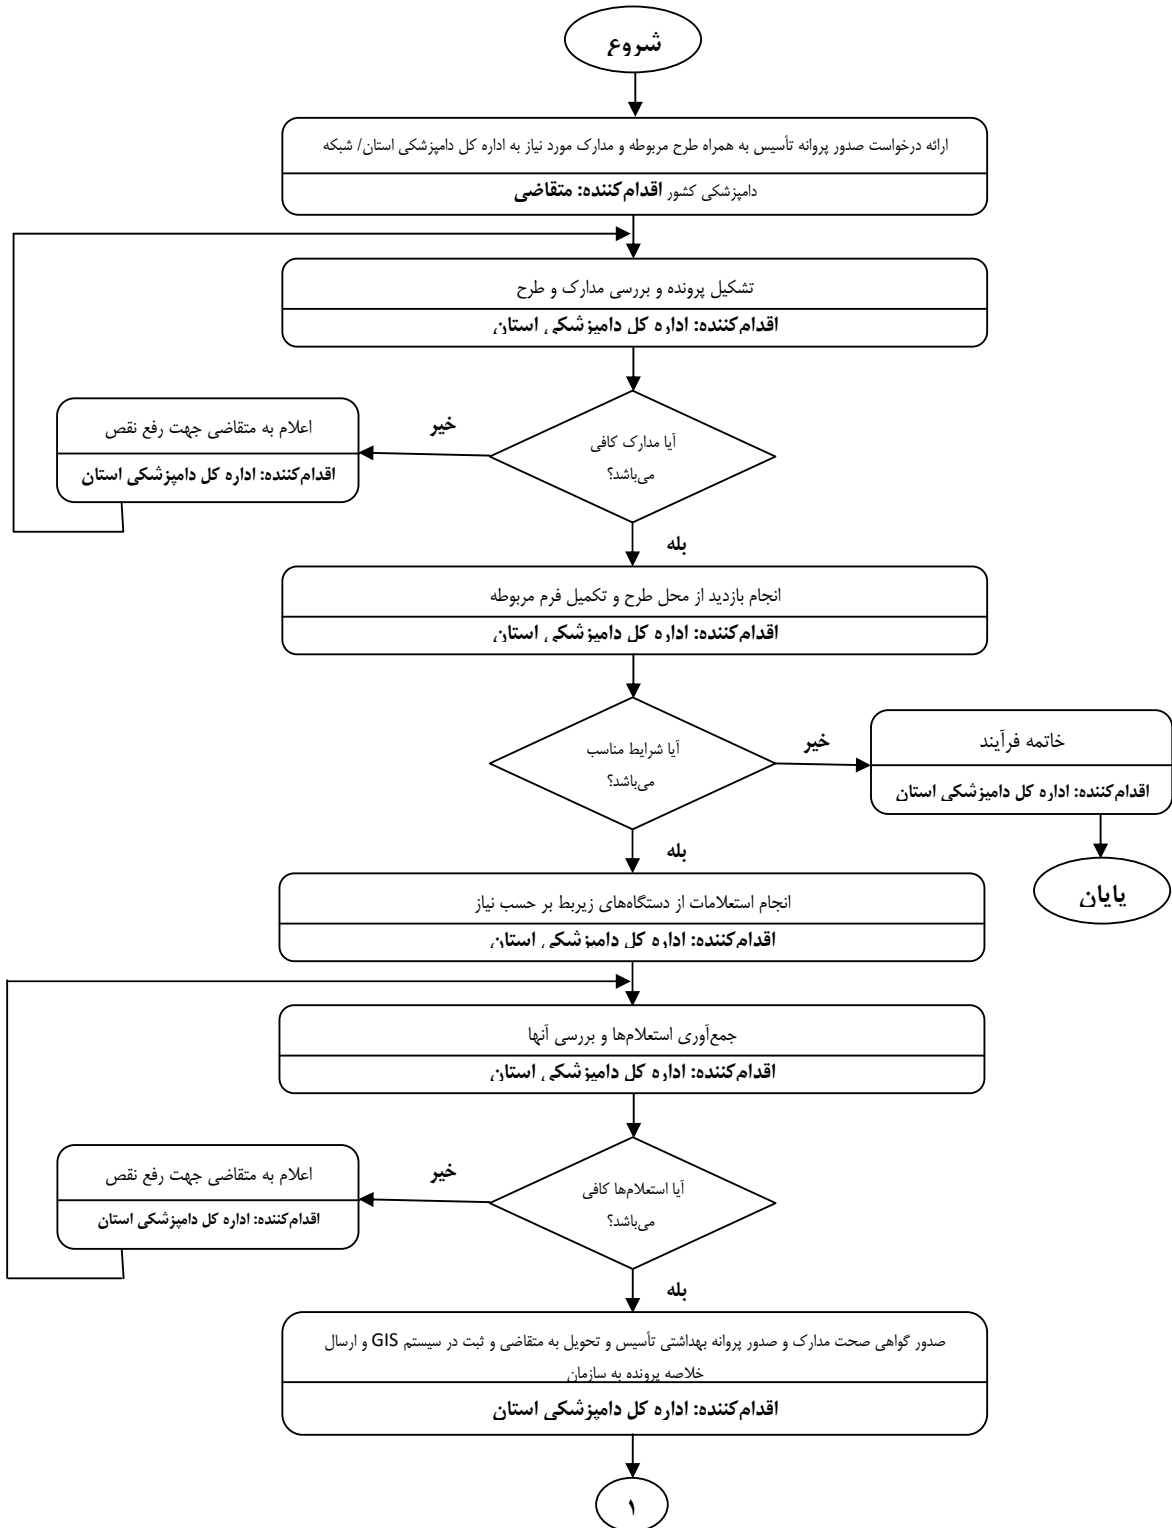 شروع
ارائه درخواست صدور پروانه تأسیس به همراه طرح مربوطه و مدارک مورد نیاز به اداره کل دامپزشکی استان/ شبکه
دامپزشکی کشور اقدام‌کننده: متقاضی
تشکیل پرونده و بررسی مدارک و طرح
اقدام‌کننده: اداره کل دامپزشکی استان
آیا مدارک کافی
می‌باشد؟
خیر
اعلام به متقاضی جهت رفع نقص
اقدام‌کننده: اداره کل دامپزشکی استان
بله
انجام بازدید از محل طرح و تکمیل فرم مربوطه
اقدام‌کننده: اداره کل دامپزشکی استان
آیا شرایط مناسب
می‌باشد؟
خیر
خاتمه فرآیند
اقدام‌کننده: اداره کل دامپزشکی استان
پایان
بله
انجام استعلامات از دستگاه‌های زیربط بر حسب نیاز
اقدام‌کننده: اداره کل دامپزشکی استان
جمع‌آوری استعلام‌ها و بررسی آنها
اقدام‌کننده: اداره کل دامپزشکی استان
آیا استعلام‌ها کافی
می‌باشد؟
خیر
اعلام به متقاضی جهت رفع نقص
اقدام‌کننده: اداره کل دامپزشکی استان
بله
صدور گواهی صحت مدارک و صدور پروانه بهداشتی تأسیس و تحویل به متقاضی و ثبت در سیستم GIS و ارسال
خلاصه پرونده به سازمان
اقدام‌کننده: اداره کل دامپزشکی استان
۱